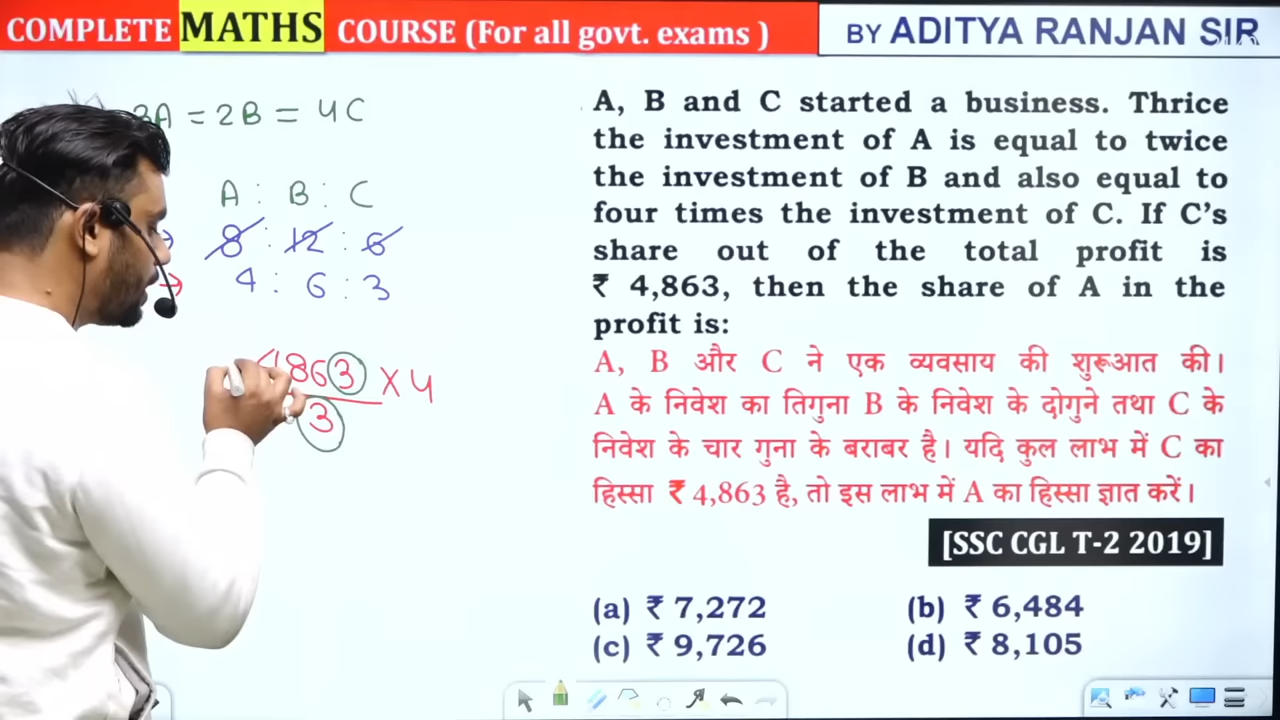 COMPLETE MATHS COURSE (For all govt. exams )
BY ADITYA RANJAN SIR
3A = 2B = 4C
A : B : C
8 : 12 : 6
4 : 6 : 3
4863 × 4
3
A, B and C started a business. Thrice
the investment of A is equal to twice
the investment of B and also equal to
four times the investment of C. If C's
share out of the total profit is
₹ 4,863, then the share of A in the
profit is:
A, B और C ने एक व्यवसाय की शुरूआत की।
A के निवेश का तिगुना B के निवेश के दोगुने तथा C के
निवेश के चार गुना के बराबर है। यदि कुल लाभ में C का
हिस्सा ₹ 4,863 है, तो इस लाभ में A का हिस्सा ज्ञात करें।
[SSC CGL T-2 2019]
(a) ₹ 7,272 (b) ₹ 6,484
(c) ₹ 9,726 (d) ₹ 8,105